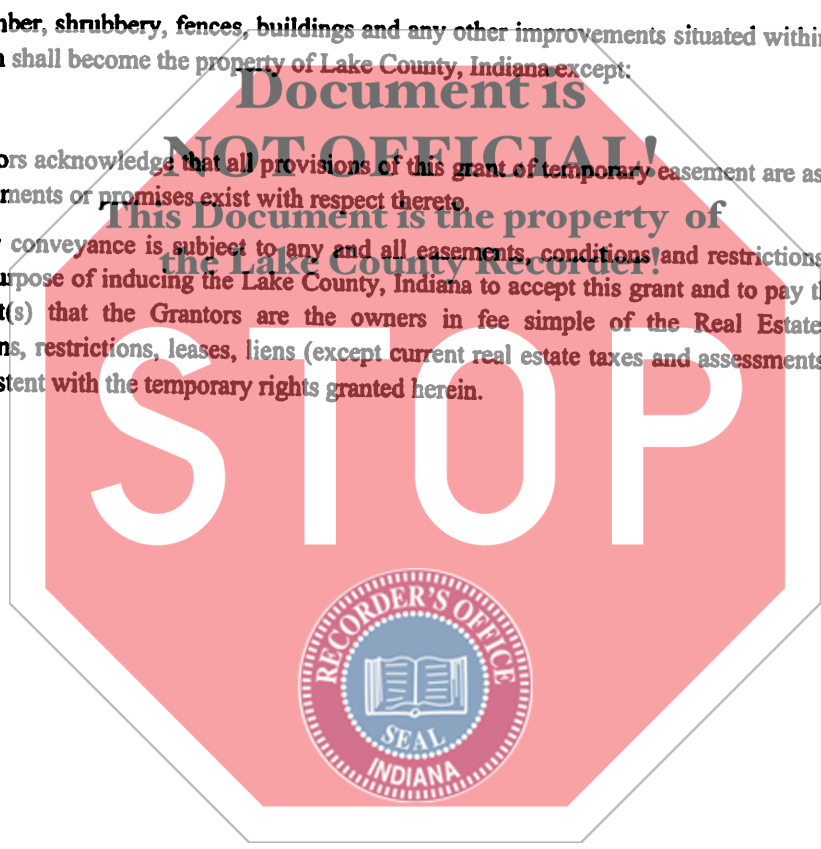 nber, shrubbery, fences, buildings and any other improvements situated within
n shall become the property of Lake County, Indiana except:
Document is
NOT OFFICIAL!
ors acknowledge that all provisions of this grant of temporary easement are as
ments or promises exist with respect thereto.
This Document is the property of
the Lake County Recorder!
conveyance is subject to any and all easements, conditions and restrictions
urpose of inducing the Lake County, Indiana to accept this grant and to pay th
t(s) that the Grantors are the owners in fee simple of the Real Estate
ns, restrictions, leases, liens (except current real estate taxes and assessments
stent with the temporary rights granted herein.
STOP
RECORDER'S OFFICE
SEAL
INDIANA